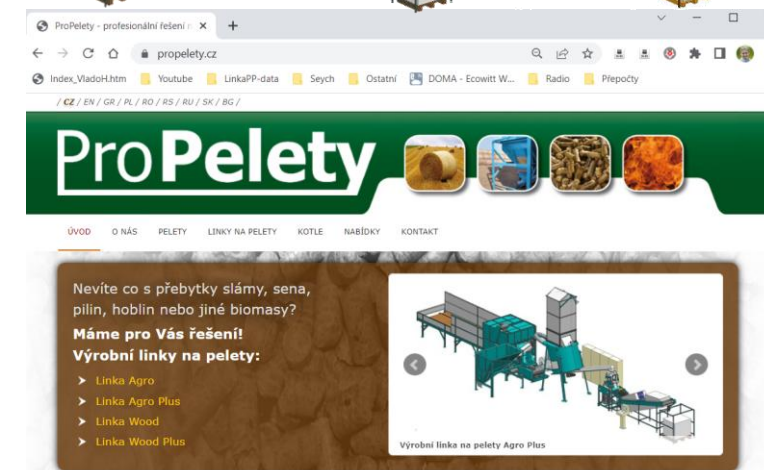 ProPelety - profesionální řešení n
propelety.cz
Index_VladoH.htm Youtube LinkaPP-data Seych Ostatní DOMA - Ecowitt W... Radio Přepočty
/ CZ / EN / GR / PL / RO / RS / RU / SK / BG /
ProPelety
ÚVOD O NÁS PELETY LINKY NA PELETY KOTLE NABÍDKY KONTAKT
Nevíte co s přebytky slámy, sena,
pilin, hoblin nebo jiné biomasy?
Máme pro Vás řešení!
Výrobní linky na pelety:
Linka Agro
Linka Agro Plus
Linka Wood
Linka Wood Plus
Výrobní linka na pelety Agro Plus